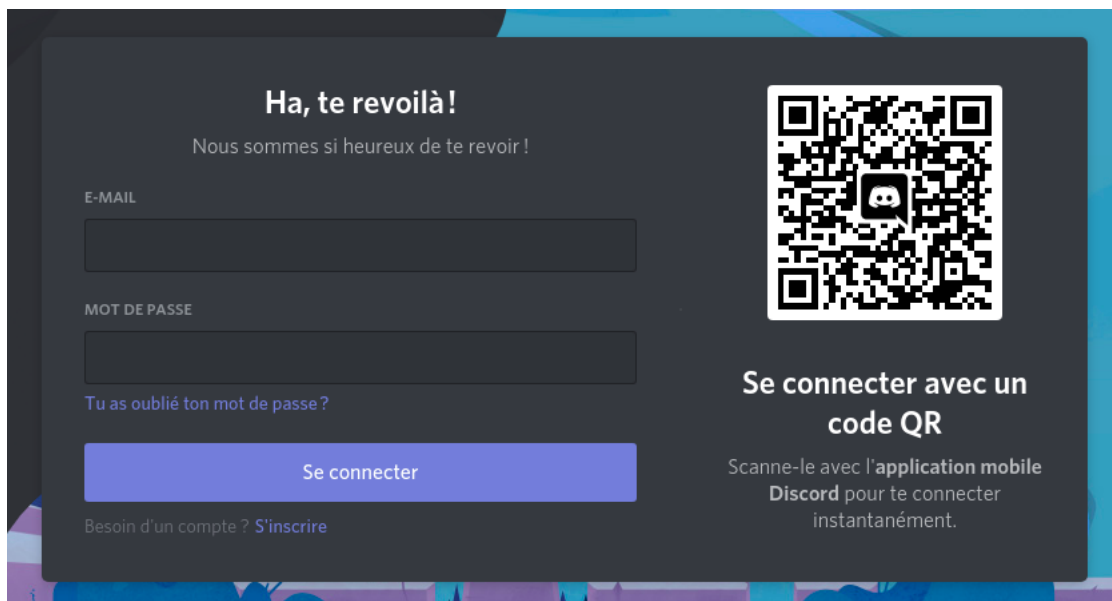 Ha, te revoilà !
Nous sommes si heureux de te revoir !
E-MAIL
MOT DE PASSE
Tu as oublié ton mot de passe ?
Se connecter
Besoin d'un compte ? S'inscrire
Se connecter avec un
code QR
Scanne-le avec l'application mobile
Discord pour te connecter
instantanément.